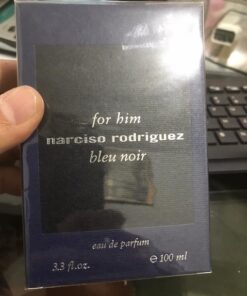 for him
narciso rodriguez
bleu noir
eau de parfum
3.3 fl.oz. ℮ 100 ml